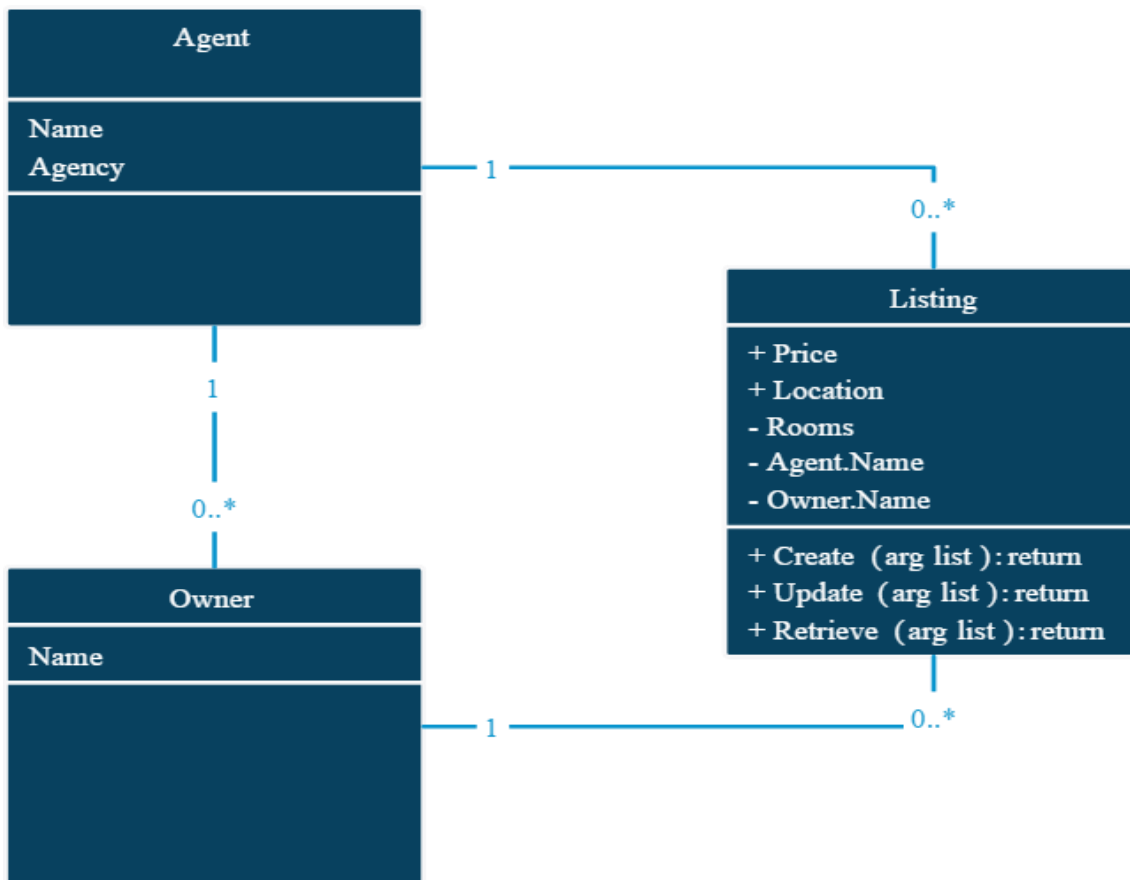 Agent
Name
Agency
1
0..*
Listing
+ Price
+ Location
- Rooms
- Agent.Name
- Owner.Name
+ Create (arg list ): return
+ Update (arg list ): return
+ Retrieve (arg list ): return
1
0..*
Owner
Name
1
0..*